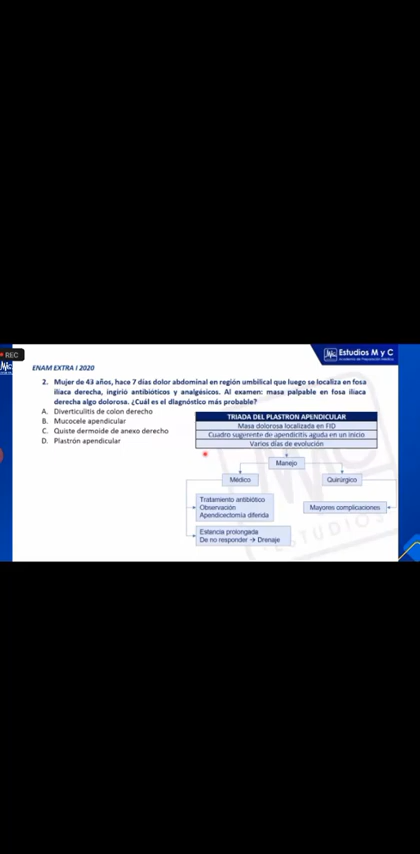 REC
Estudios M y C
Academia de Preparación Médica
ENAM EXTRA I 2020
2. Mujer de 43 años, hace 7 días dolor abdominal en región umbilical que luego se localiza en fosa
iliaca derecha, ingirió antibióticos y analgésicos. Al examen: masa palpable en fosa iliaca
derecha algo dolorosa. ¿Cuál es el diagnóstico más probable?
A. Diverticulitis de colon derecho
B. Mucocele apendicular
C. Quiste dermoide de anexo derecho
D. Plastrón apendicular
TRIADA DEL PLASTRON APENDICULAR
Masa dolorosa localizada en FID
Cuadro sugerente de apendicitis aguda en un inicio
Varios días de evolución
Manejo
Médico
Quirúrgico
Tratamiento antibiótico
Observación
Apendicectomía diferida
Mayores complicaciones
Estancia prolongada
De no responder → Drenaje
ESTUDIOS